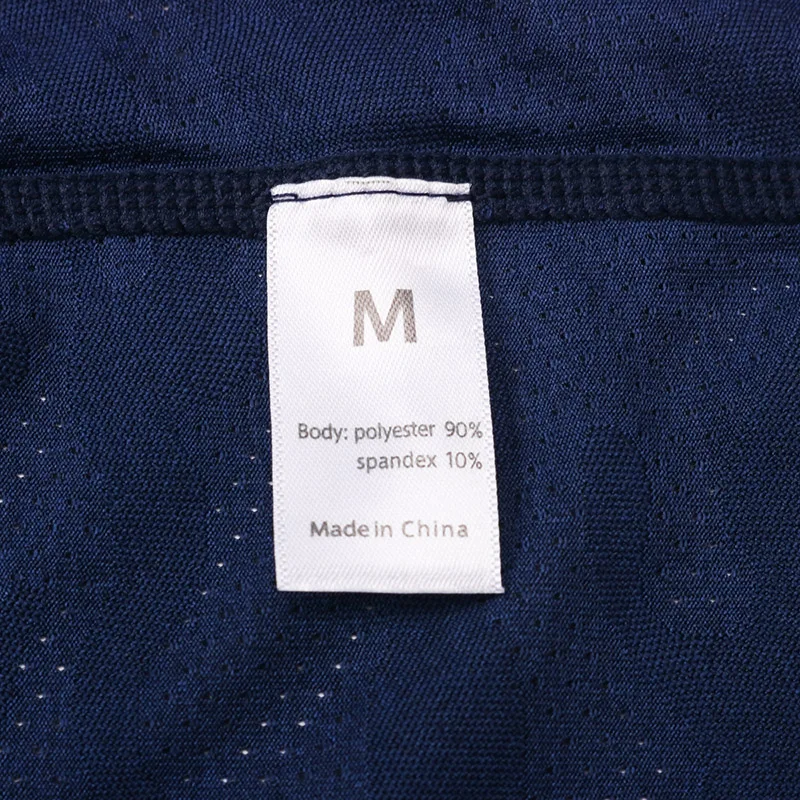 M
Body: polyester 90%
spandex 10%
Made in China